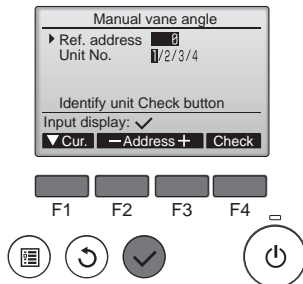 Manual vane angle
Ref. address 0
Unit No. 1/2/3/4
Identify unit Check button
Input display: ✓
▼Cur. －Address＋ Check
F1 F2 F3 F4